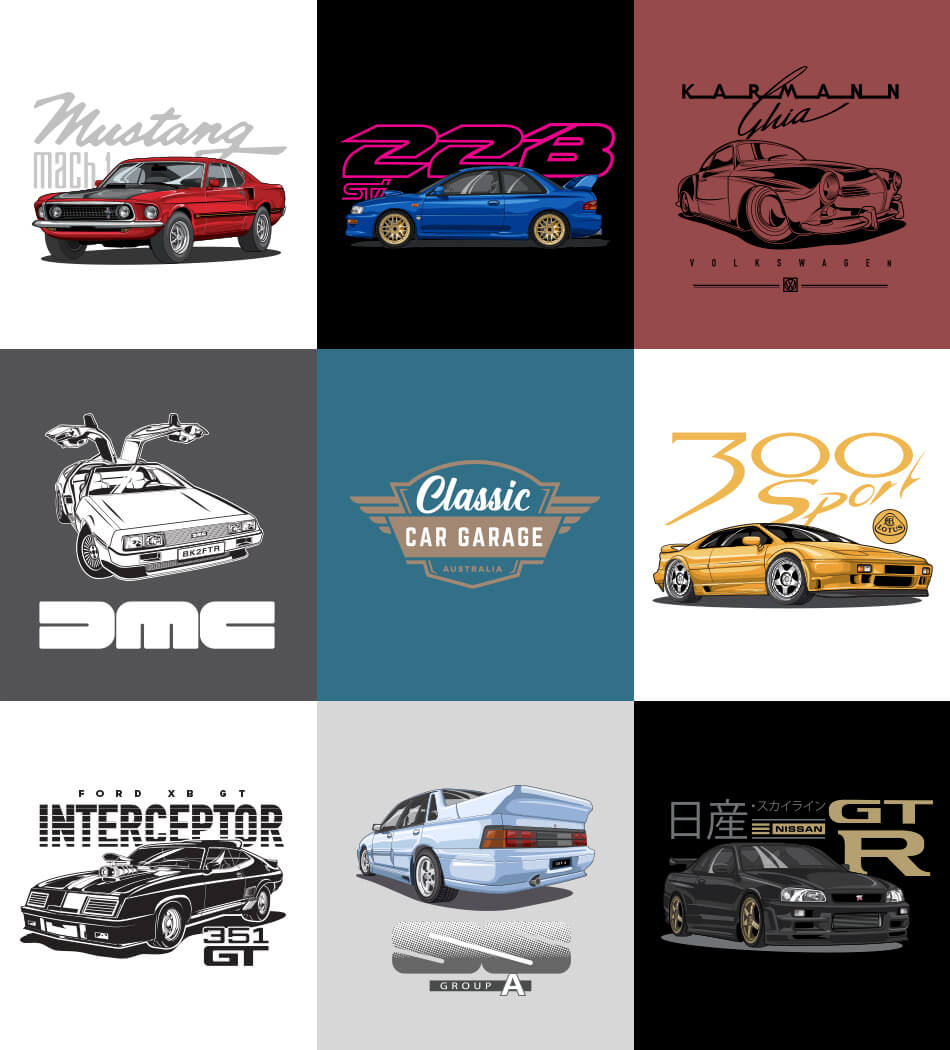 Mustang
mach 1
22B
STi
KARMANN
Ghia
VOLKSWAGEN
BK2FTR
DMC
Classic
CAR GARAGE
AUSTRALIA
300
Sport
LOTUS
FORD XB GT
INTERCEPTOR
351
GT
GROUP A
日産・スカイライン
NISSAN
GT
R